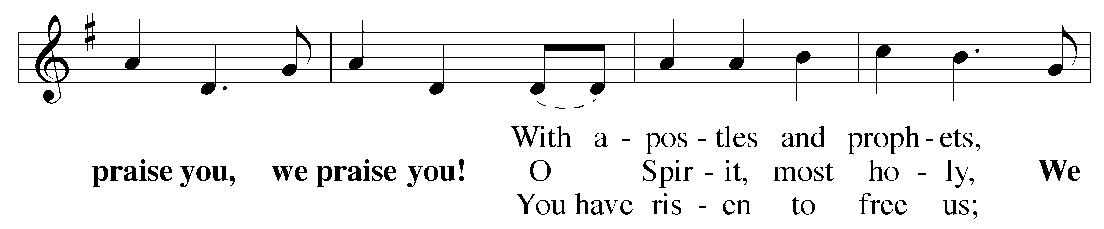 With a - pos - tles and proph - ets,
praise you, we praise you! O Spir - it, most ho - ly, We
You have ris - en to free us;